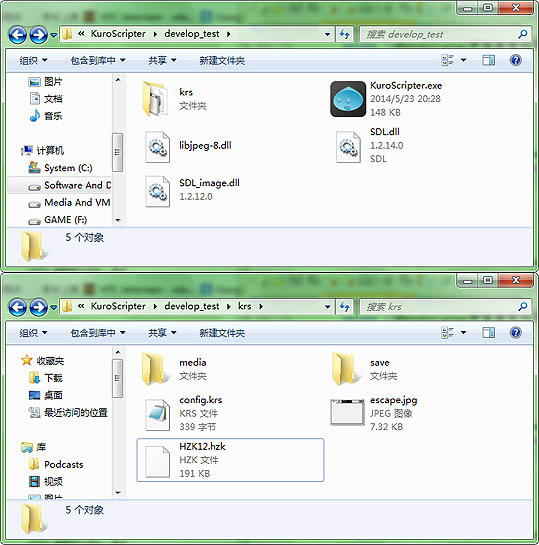 « KuroScripter develop_test
搜索 develop_test
组织 包含到库中 共享 新建文件夹
图片
文档
音乐
计算机
System (C:)
Software And D
Media And VM
GAME (F:)
krs
文件夹
KuroScripter.exe
2014/5/23 20:28
148 KB
libjpeg-8.dll
SDL.dll
1.2.14.0
SDL
SDL_image.dll
1.2.12.0
5 个对象
« KuroScripter develop_test krs
搜索 krs
组织 包含到库中 共享 新建文件夹
收藏夹
下载
桌面
最近访问的位置
库
Podcasts
视频
图片
media
文件夹
save
文件夹
config.krs
KRS 文件
339 字节
escape.jpg
JPEG 图像
7.32 KB
HZK12.hzk
HZK 文件
191 KB
5 个对象